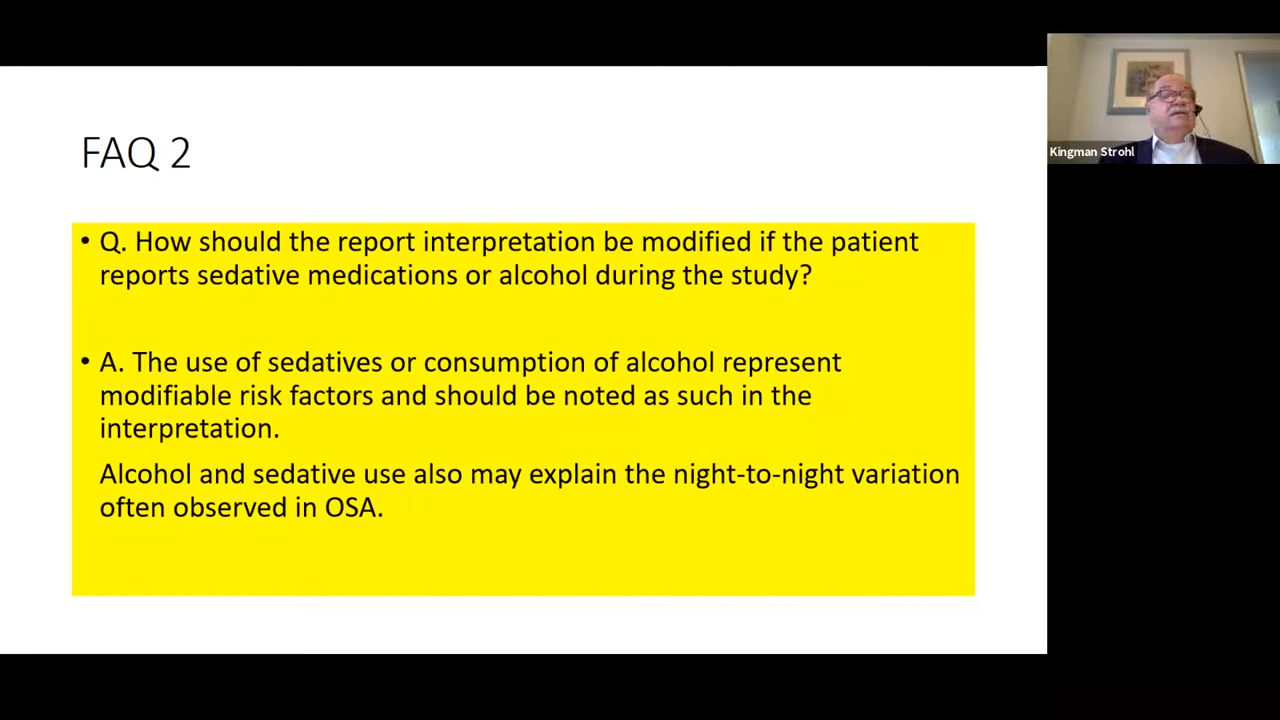 FAQ 2
• Q. How should the report interpretation be modified if the patient
reports sedative medications or alcohol during the study?
• A. The use of sedatives or consumption of alcohol represent
modifiable risk factors and should be noted as such in the
interpretation.
Alcohol and sedative use also may explain the night-to-night variation
often observed in OSA.
Kingman Strohl